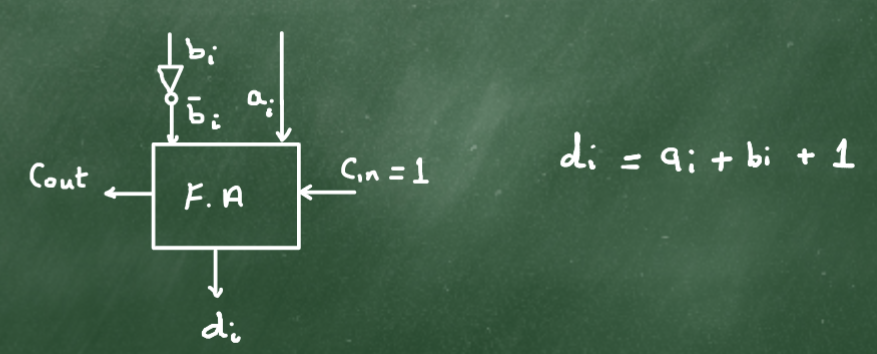 bi
b̄i
ai
Cout
F.A
Cin = 1
di
di = ai + bi + 1